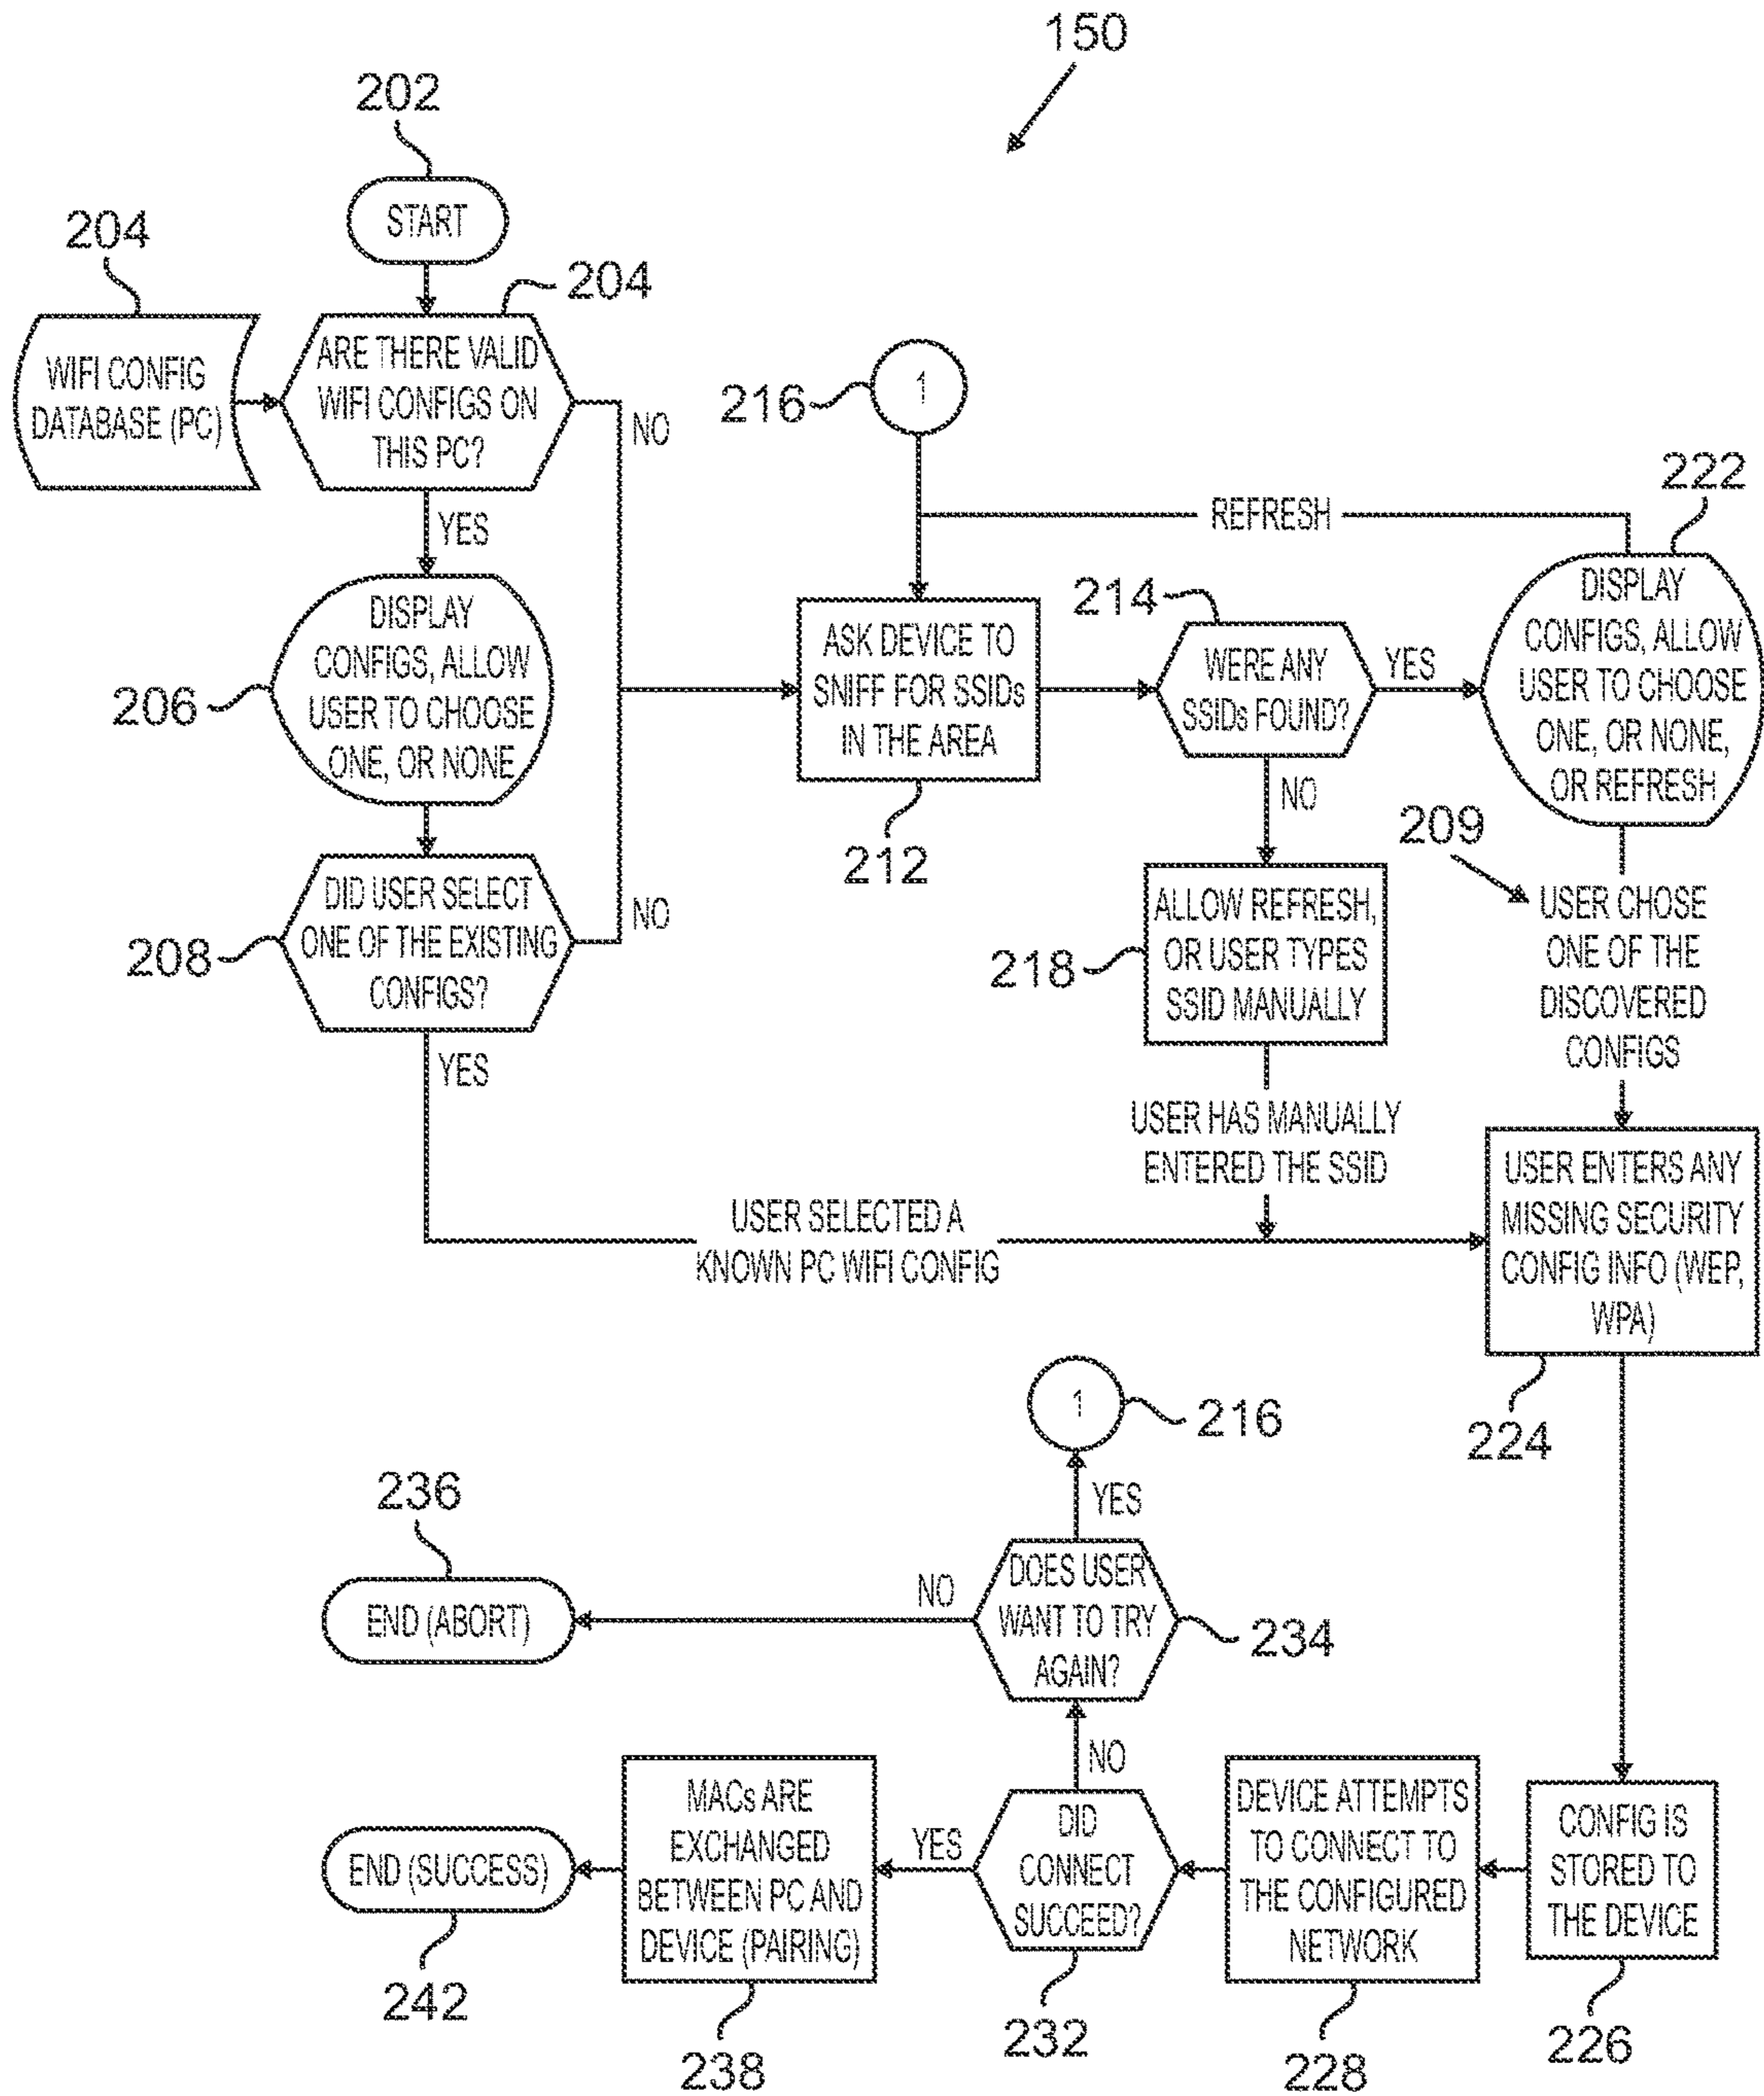 150
202
START
204
204
WIFI CONFIG
DATABASE (PC)
ARE THERE VALID
WIFI CONFIGS ON
THIS PC?
NO
YES
206
DISPLAY
CONFIGS, ALLOW
USER TO CHOOSE
ONE, OR NONE
208
DID USER SELECT
ONE OF THE EXISTING
CONFIGS?
NO
YES
USER SELECTED A
KNOWN PC WIFI CONFIG
216
1
REFRESH
ASK DEVICE TO
SNIFF FOR SSIDs
IN THE AREA
212
214
WERE ANY
SSIDs FOUND?
YES
NO
222
DISPLAY
CONFIGS, ALLOW
USER TO CHOOSE
ONE, OR NONE,
OR REFRESH
209
USER CHOSE
ONE OF THE
DISCOVERED
CONFIGS
218
ALLOW REFRESH,
OR USER TYPES
SSID MANUALLY
USER HAS MANUALLY
ENTERED THE SSID
USER ENTERS ANY
MISSING SECURITY
CONFIG INFO (WEP,
WPA)
224
1
216
YES
236
END (ABORT)
NO
DOES USER
WANT TO TRY
AGAIN?
234
NO
END (SUCCESS)
242
MACs ARE
EXCHANGED
BETWEEN PC AND
DEVICE (PAIRING)
238
YES
DID
CONNECT
SUCCEED?
232
DEVICE ATTEMPTS
TO CONNECT TO
THE CONFIGURED
NETWORK
228
CONFIG IS
STORED TO
THE DEVICE
226